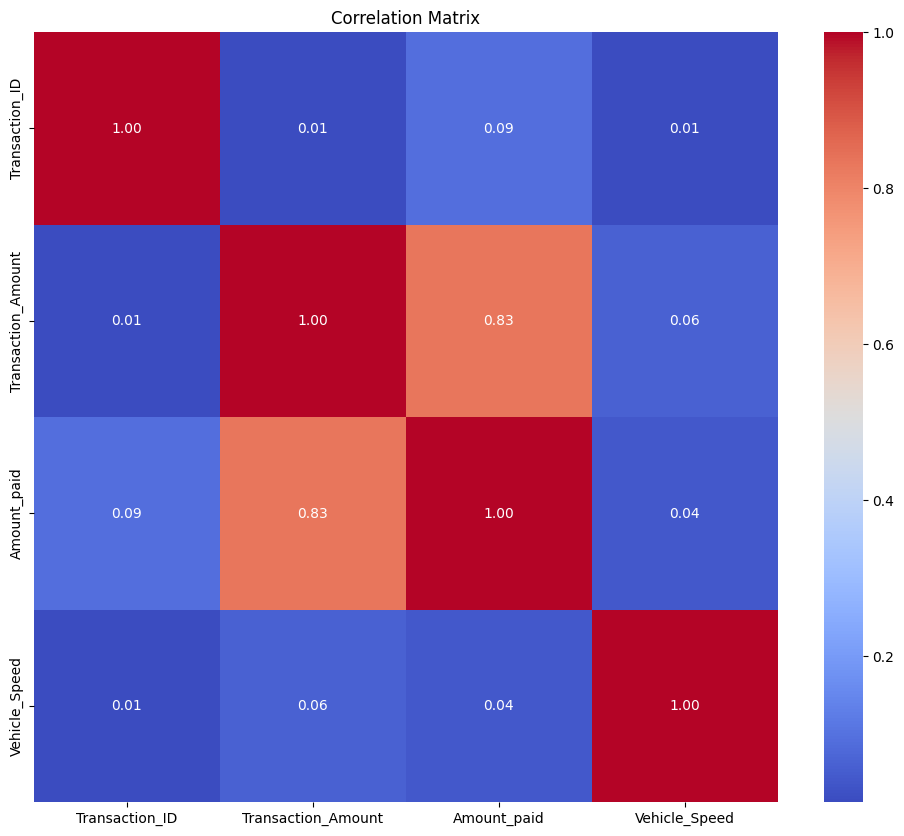 Correlation Matrix
Transaction_ID
1.00 0.01 0.09 0.01
Transaction_Amount
0.01 1.00 0.83 0.06
Amount_paid
0.09 0.83 1.00 0.04
Vehicle_Speed
0.01 0.06 0.04 1.00
Transaction_ID Transaction_Amount Amount_paid Vehicle_Speed
1.0
0.8
0.6
0.4
0.2